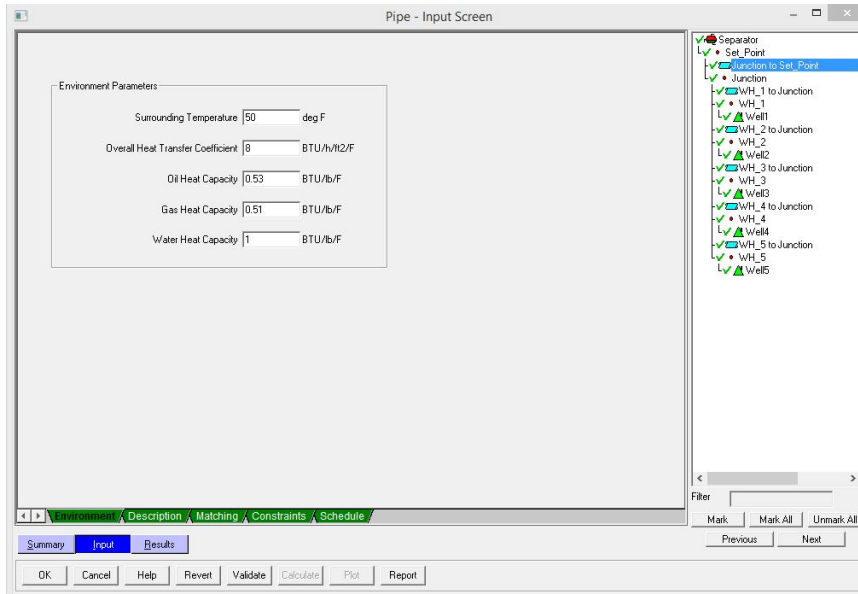 Pipe - Input Screen
Environment Parameters
Surrounding Temperature 50 deg F
Overall Heat Transfer Coefficient 8 BTU/h/ft2/F
Oil Heat Capacity 0.53 BTU/lb/F
Gas Heat Capacity 0.51 BTU/lb/F
Water Heat Capacity 1 BTU/lb/F
Environment Description Matching Constraints Schedule
Summary Input Results
OK Cancel Help Revert Validate Calculate Plot Report
Separator
Set_Point
Junction to Set_Point
Junction
WH_1 to Junction
WH_1
Well1
WH_2 to Junction
WH_2
Well2
WH_3 to Junction
WH_3
Well3
WH_4 to Junction
WH_4
Well4
WH_5 to Junction
WH_5
Well5
Filter
Mark Mark All Unmark All
Previous Next